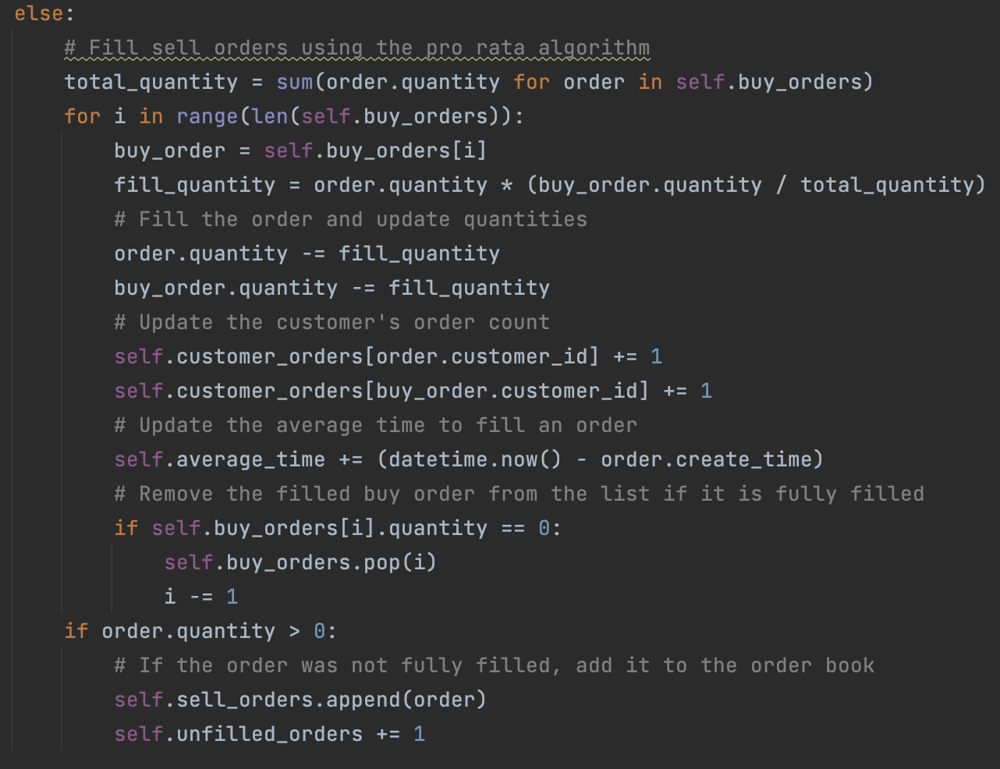 else:
    # Fill sell orders using the pro rata algorithm
    total_quantity = sum(order.quantity for order in self.buy_orders)
    for i in range(len(self.buy_orders)):
        buy_order = self.buy_orders[i]
        fill_quantity = order.quantity * (buy_order.quantity / total_quantity)
        # Fill the order and update quantities
        order.quantity -= fill_quantity
        buy_order.quantity -= fill_quantity
        # Update the customer's order count
        self.customer_orders[order.customer_id] += 1
        self.customer_orders[buy_order.customer_id] += 1
        # Update the average time to fill an order
        self.average_time += (datetime.now() - order.create_time)
        # Remove the filled buy order from the list if it is fully filled
        if self.buy_orders[i].quantity == 0:
            self.buy_orders.pop(i)
            i -= 1
    if order.quantity > 0:
        # If the order was not fully filled, add it to the order book
        self.sell_orders.append(order)
        self.unfilled_orders += 1